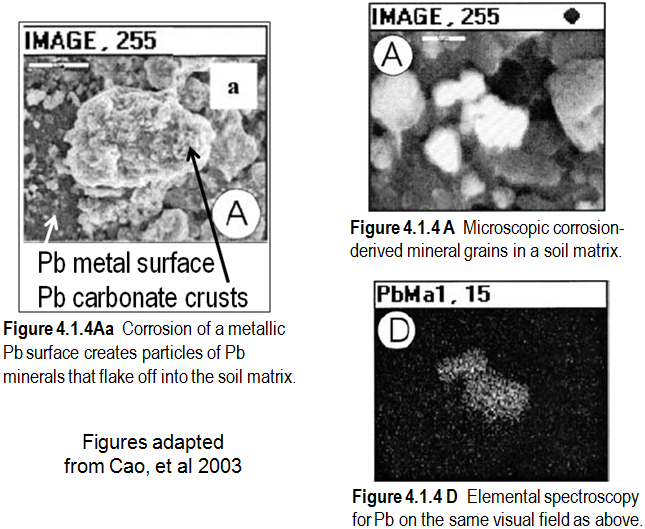 IMAGE, 255
a
A
Pb metal surface
Pb carbonate crusts
Figure 4.1.4Aa Corrosion of a metallic
Pb surface creates particles of Pb
minerals that flake off into the soil matrix.
Figures adapted
from Cao, et al 2003
IMAGE, 255
A
Figure 4.1.4 A Microscopic corrosion-
derived mineral grains in a soil matrix.
PbMa1, 15
D
Figure 4.1.4 D Elemental spectroscopy
for Pb on the same visual field as above.